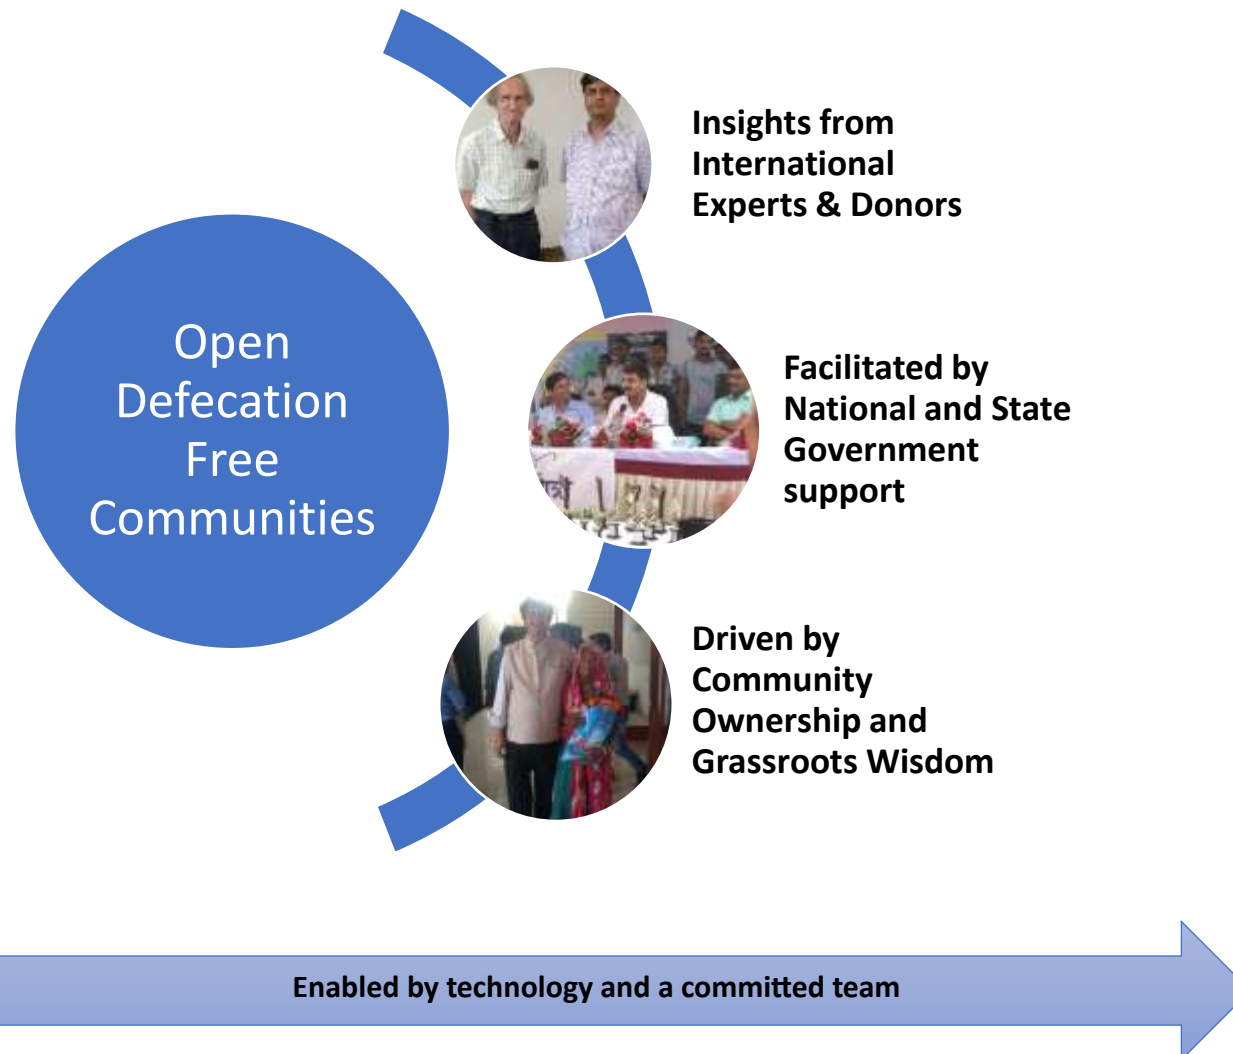 Open
Defecation
Free
Communities
Insights from
International
Experts & Donors
Facilitated by
National and State
Government
support
Driven by
Community
Ownership and
Grassroots Wisdom
Enabled by technology and a committed team